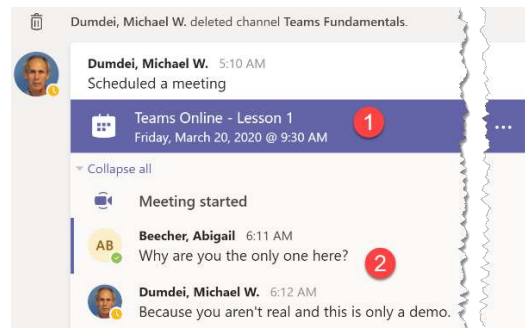 Dumdei, Michael W. deleted channel Teams Fundamentals.
Dumdei, Michael W. 5:10 AM
Scheduled a meeting
Teams Online - Lesson 1
Friday, March 20, 2020 @ 9:30 AM
1
...
Collapse all
Meeting started
AB
Beecher, Abigail 6:11 AM
Why are you the only one here?
2
Dumdei, Michael W. 6:12 AM
Because you aren't real and this is only a demo.